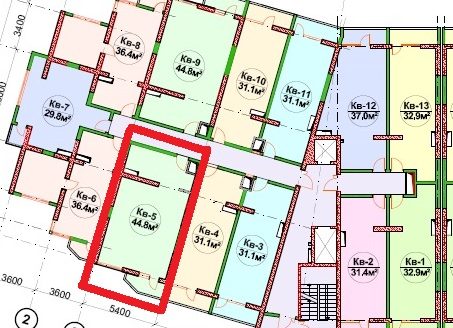 3400
Кв-8
36.4м²
Кв-9
44.8м²
Кв-10
31.1м²
Кв-11
31.1м²
Кв-12
37,0м²
Кв-13
32,9м²
Кв-7
29.8м²
Кв-6
36.4м²
Кв-5
44.8м²
Кв-4
31.1м²
Кв-3
31.1м²
Кв-2
31.4м²
Кв-1
32,9м²
3600
3600
5400
2